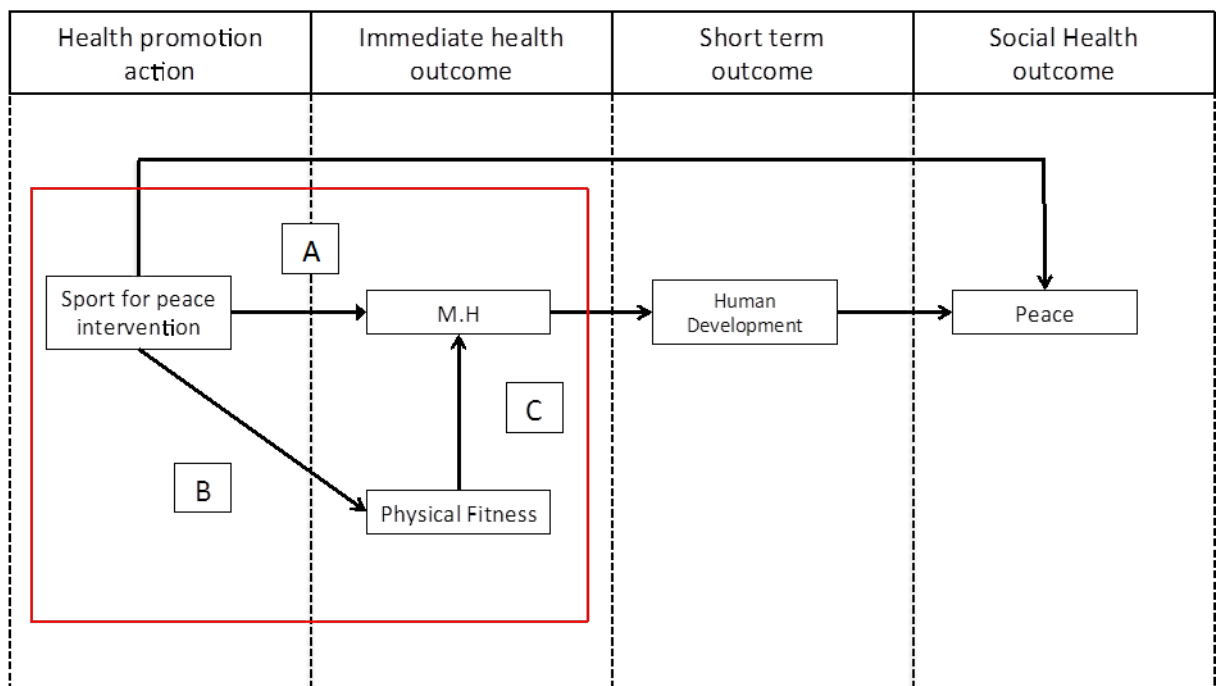 Health promotion
action
Immediate health
outcome
Short term
outcome
Social Health
outcome
A
Sport for peace
intervention
M.H
Human
Development
Peace
C
B
Physical Fitness